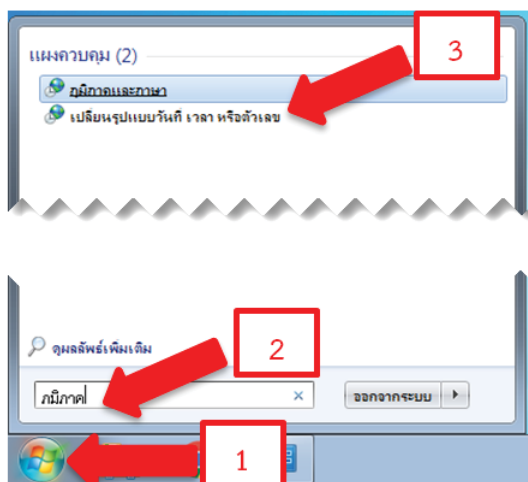 แผงควบคุม (2)
3
ภูมิภาคและภาษา
เปลี่ยนรูปแบบวันที่ เวลา หรือตัวเลข
ดูผลลัพธ์เพิ่มเติม
2
ภูมิภาค
ออกจากระบบ
1